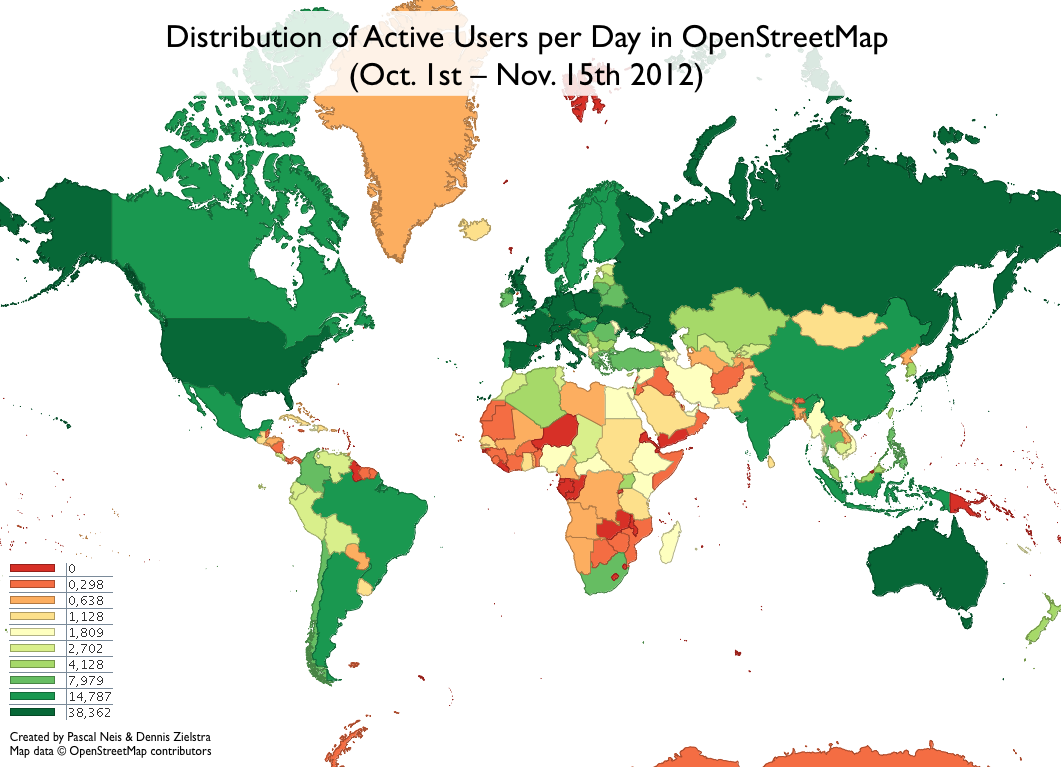 Distribution of Active Users per Day in OpenStreetMap
(Oct. 1st – Nov. 15th 2012)
0
0,298
0,638
1,128
1,809
2,702
4,128
7,979
14,787
38,362
Created by Pascal Neis & Dennis Zielstra
Map data © OpenStreetMap contributors